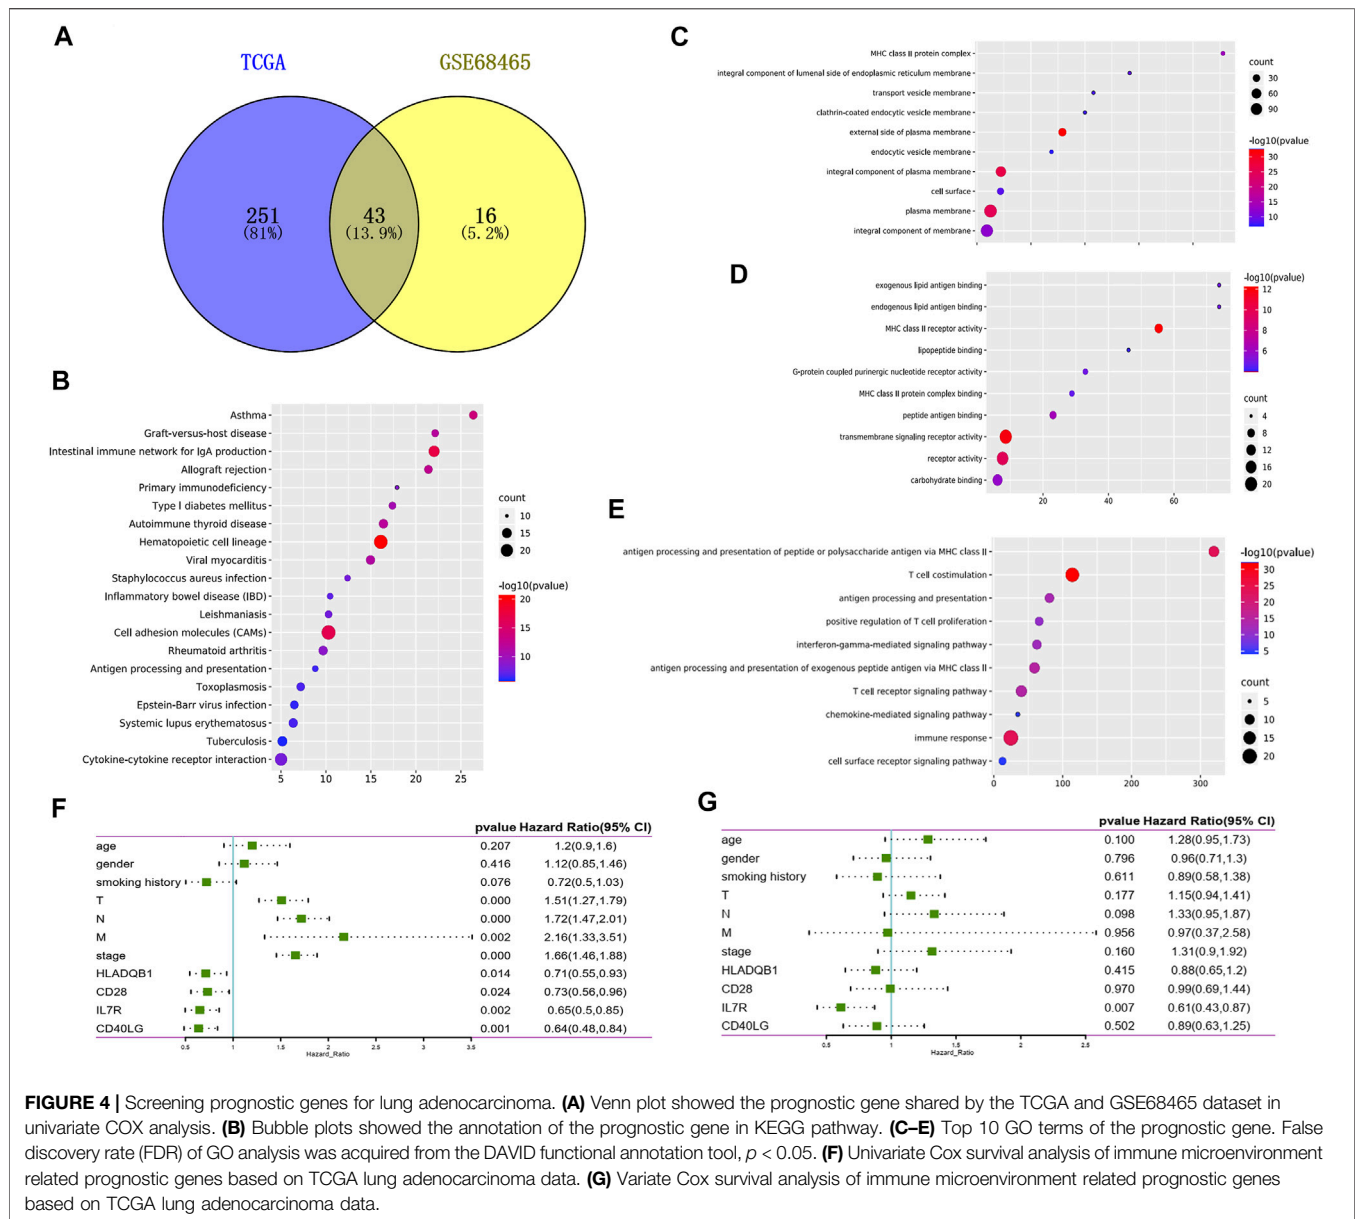 A
TCGA
GSE68465
251
(81%)
43
(13.9%)
16
(5.2%)
B
Asthma
Graft-versus-host disease
Intestinal immune network for IgA production
Allograft rejection
Primary immunodeficiency
Type I diabetes mellitus
Autoimmune thyroid disease
Hematopoietic cell lineage
Viral myocarditis
Staphylococcus aureus infection
Inflammatory bowel disease (IBD)
Leishmaniasis
Cell adhesion molecules (CAMs)
Rheumatoid arthritis
Antigen processing and presentation
Toxoplasmosis
Epstein-Barr virus infection
Systemic lupus erythematosus
Tuberculosis
Cytokine-cytokine receptor interaction
5 10 15 20 25
count
10
15
20
-log10(pvalue)
20
15
10
C
MHC class II protein complex
integral component of lumenal side of endoplasmic reticulum membrane
transport vesicle membrane
clathrin-coated endocytic vesicle membrane
external side of plasma membrane
endocytic vesicle membrane
integral component of plasma membrane
cell surface
plasma membrane
integral component of membrane
count
30
60
90
-log10(pvalue
30
25
20
15
10
D
exogenous lipid antigen binding
endogenous lipid antigen binding
MHC class II receptor activity
lipopeptide binding
G-protein coupled purinergic nucleotide receptor activity
MHC class II protein complex binding
peptide antigen binding
transmembrane signaling receptor activity
receptor activity
carbohydrate binding
20 40 60
-log10(pvalue)
12
10
8
6
count
4
8
12
16
20
E
antigen processing and presentation of peptide or polysaccharide antigen via MHC class II
T cell costimulation
antigen processing and presentation
positive regulation of T cell proliferation
interferon-gamma-mediated signaling pathway
antigen processing and presentation of exogenous peptide antigen via MHC class II
T cell receptor signaling pathway
chemokine-mediated signaling pathway
immune response
cell surface receptor signaling pathway
0 100 200 300
-log10(pvalue)
30
25
20
15
10
5
count
5
10
15
20
F
pvalue Hazard Ratio(95% CI)
age 0.207 1.2(0.9,1.6)
gender 0.416 1.12(0.85,1.46)
smoking history 0.076 0.72(0.5,1.03)
T 0.000 1.51(1.27,1.79)
N 0.000 1.72(1.47,2.01)
M 0.002 2.16(1.33,3.51)
stage 0.000 1.66(1.46,1.88)
HLADQB1 0.014 0.71(0.55,0.93)
CD28 0.024 0.73(0.56,0.96)
IL7R 0.002 0.65(0.5,0.85)
CD40LG 0.001 0.64(0.48,0.84)
0.5 1 1.5 2 2.5 3 3.5
Hazard_Ratio
G
pvalue Hazard Ratio(95% CI)
age 0.100 1.28(0.95,1.73)
gender 0.796 0.96(0.71,1.3)
smoking history 0.611 0.89(0.58,1.38)
T 0.177 1.15(0.94,1.41)
N 0.098 1.33(0.95,1.87)
M 0.956 0.97(0.37,2.58)
stage 0.160 1.31(0.9,1.92)
HLADQB1 0.415 0.88(0.65,1.2)
CD28 0.970 0.99(0.69,1.44)
IL7R 0.007 0.61(0.43,0.87)
CD40LG 0.502 0.89(0.63,1.25)
0.5 1 1.5 2 2.5
Hazard_Ratio
FIGURE 4 | Screening prognostic genes for lung adenocarcinoma. (A) Venn plot showed the prognostic gene shared by the TCGA and GSE68465 dataset in
univariate COX analysis. (B) Bubble plots showed the annotation of the prognostic gene in KEGG pathway. (C–E) Top 10 GO terms of the prognostic gene. False
discovery rate (FDR) of GO analysis was acquired from the DAVID functional annotation tool, p < 0.05. (F) Univariate Cox survival analysis of immune microenvironment
related prognostic genes based on TCGA lung adenocarcinoma data. (G) Variate Cox survival analysis of immune microenvironment related prognostic genes
based on TCGA lung adenocarcinoma data.